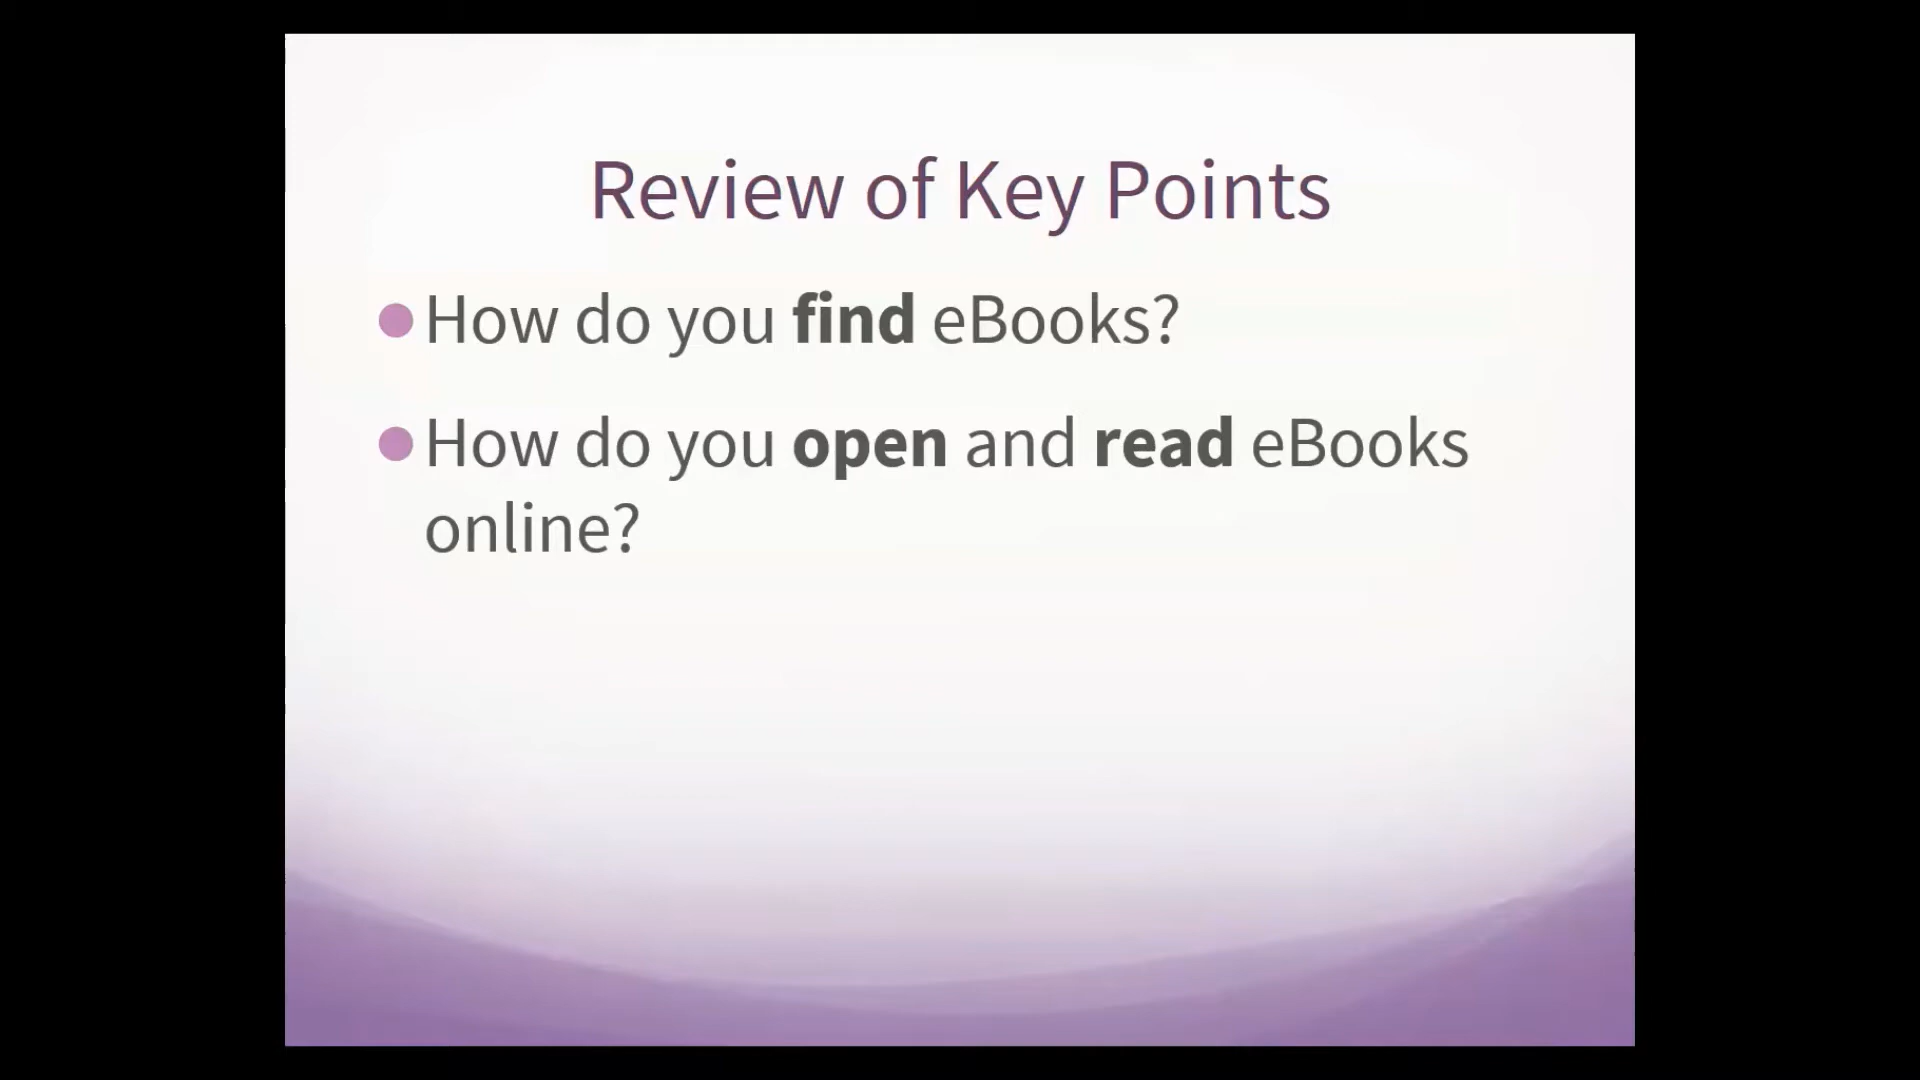 Review of Key Points
How do you find eBooks?
How do you open and read eBooks
online?